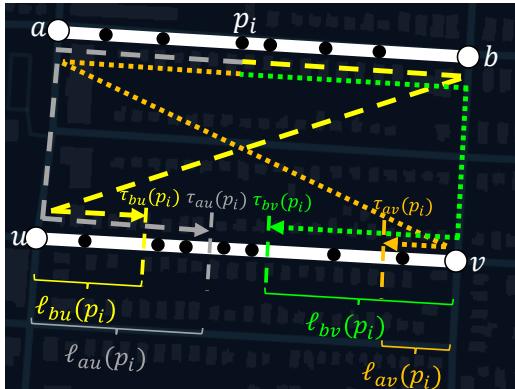 a
p_i
b
τ_bu(p_i) τ_au(p_i) τ_bv(p_i) τ_av(p_i)
u
v
ℓ_bu(p_i)
ℓ_au(p_i)
ℓ_bv(p_i)
ℓ_av(p_i)